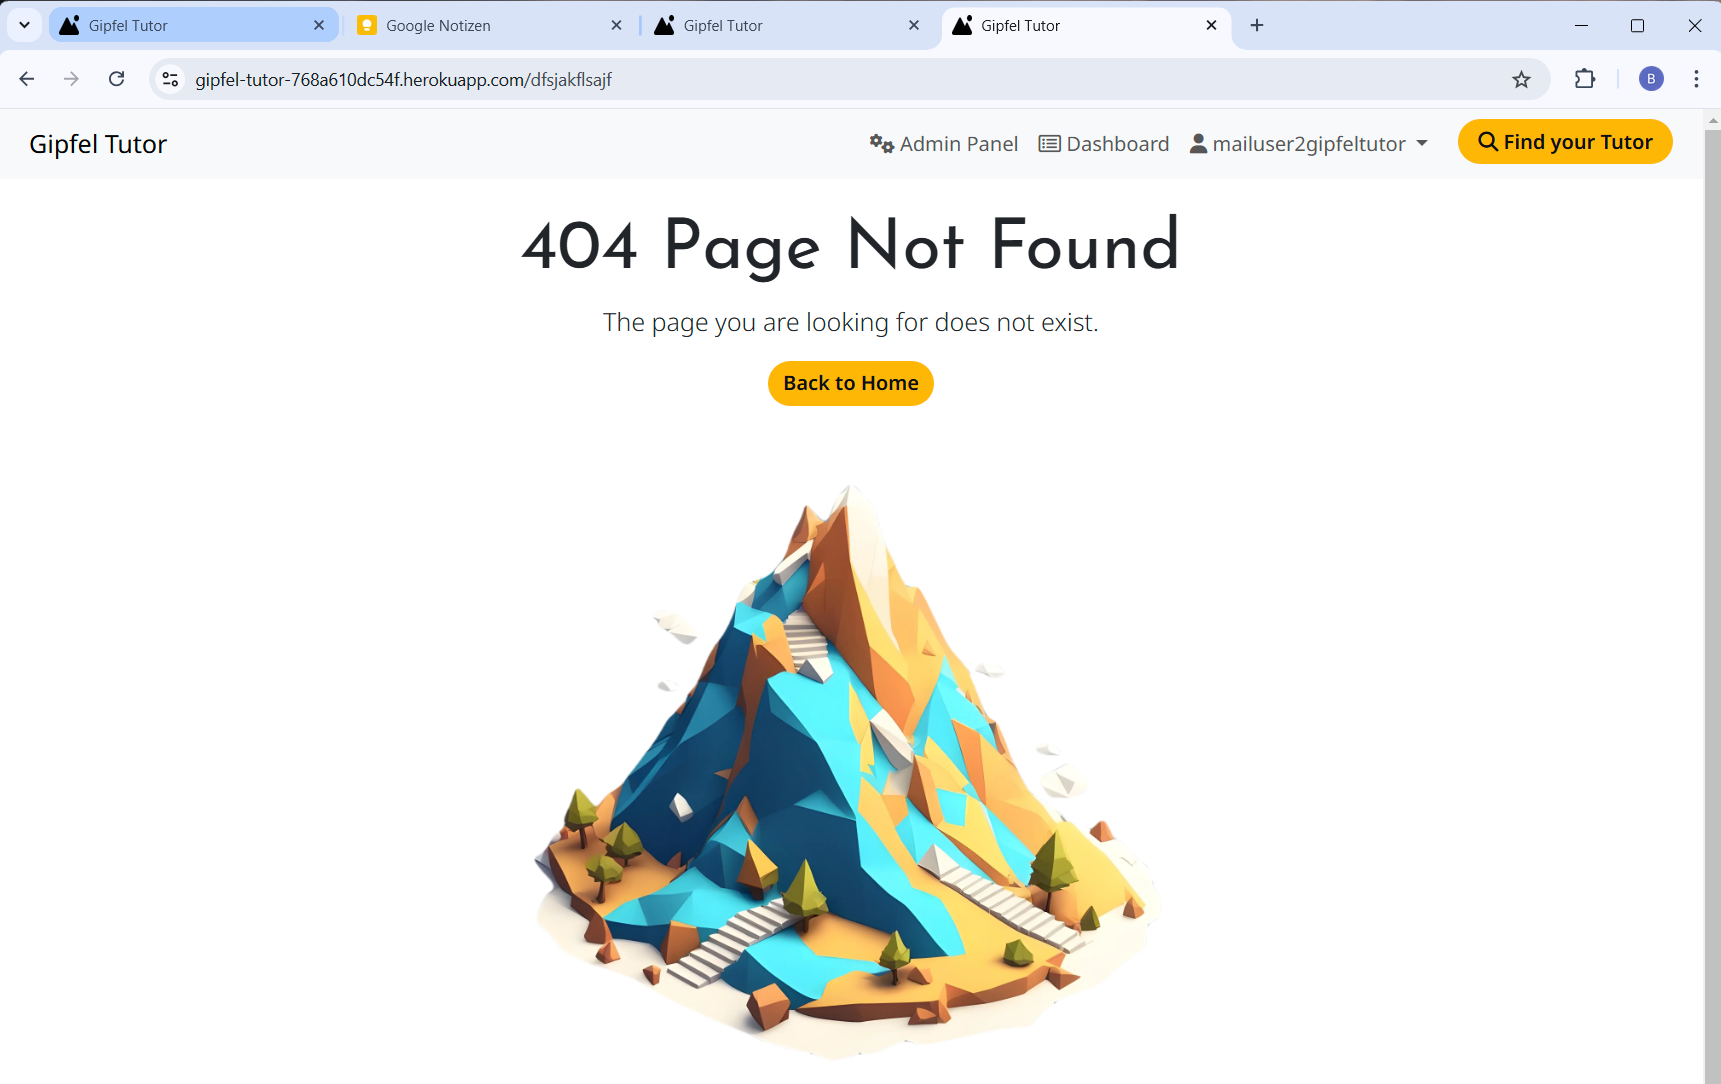 Gipfel Tutor
Google Notizen
Gipfel Tutor
Gipfel Tutor
gipfel-tutor-768a610dc54f.herokuapp.com/dfsjakflsajf
B
Gipfel Tutor
Admin Panel
Dashboard
mailuser2gipfeltutor
Find your Tutor
404 Page Not Found
The page you are looking for does not exist.
Back to Home